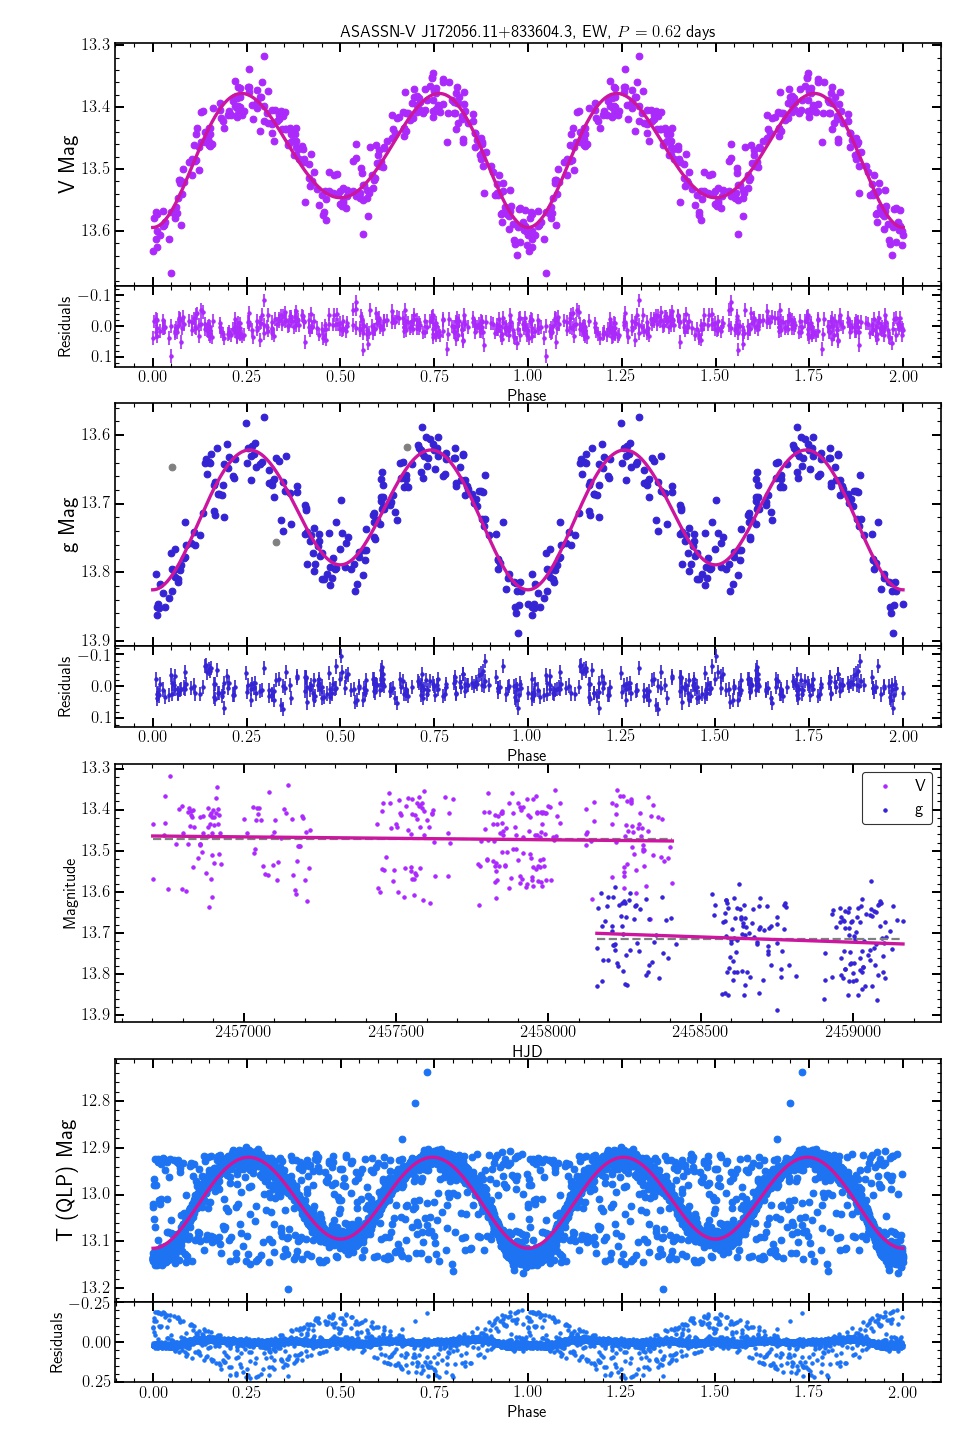 ASASSN-V J172056.11+833604.3, EW, P = 0.62 days
13.3
13.4
13.5
13.6
V Mag
−0.1
0.0
0.1
Residuals
0.00 0.25 0.50 0.75 1.00 1.25 1.50 1.75 2.00
Phase
13.6
13.7
13.8
13.9
g Mag
−0.1
0.0
0.1
Residuals
0.00 0.25 0.50 0.75 1.00 1.25 1.50 1.75 2.00
Phase
13.3
13.4
13.5
13.6
13.7
13.8
13.9
Magnitude
V
g
2457000 2457500 2458000 2458500 2459000
HJD
12.8
12.9
13.0
13.1
13.2
T (QLP) Mag
−0.25
0.00
0.25
Residuals
0.00 0.25 0.50 0.75 1.00 1.25 1.50 1.75 2.00
Phase